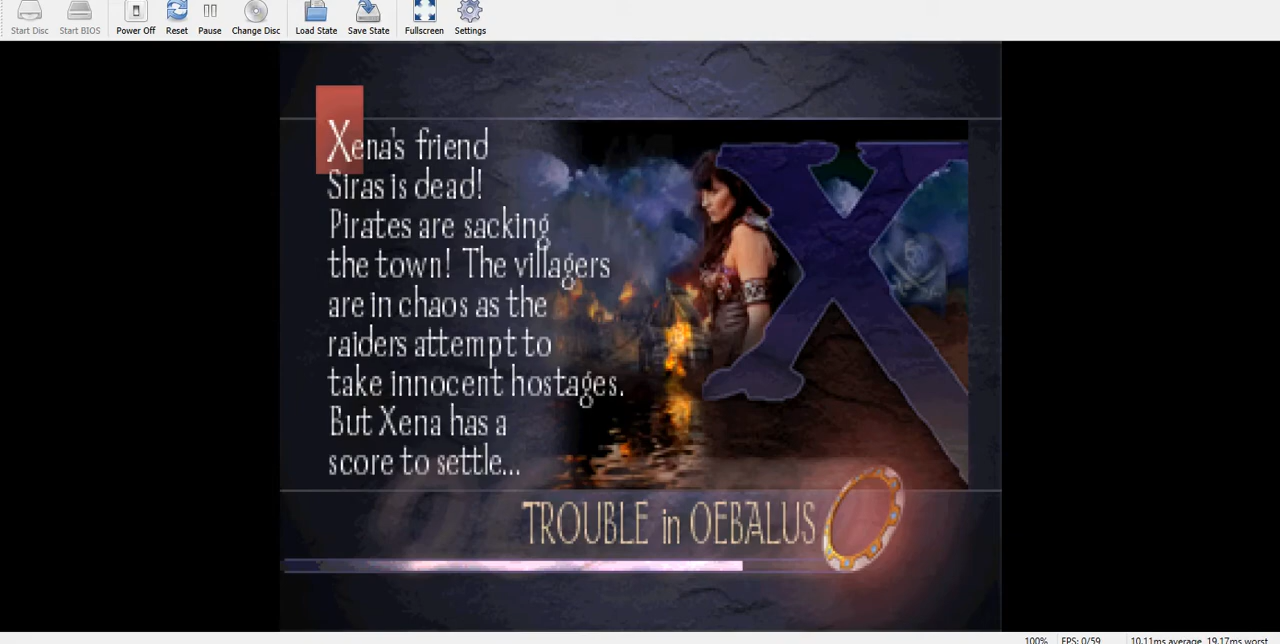 Start Disc Start BIOS Power Off Reset Pause Change Disc Load State Save State Fullscreen Settings
Xena's friend
Siras is dead!
Pirates are sacking
the town! The villagers
are in chaos as the
raiders attempt to
take innocent hostages.
But Xena has a
score to settle...
X
TROUBLE in OEBALUS
100% EPS: 0/59 10.11ms average, 19.17ms worst